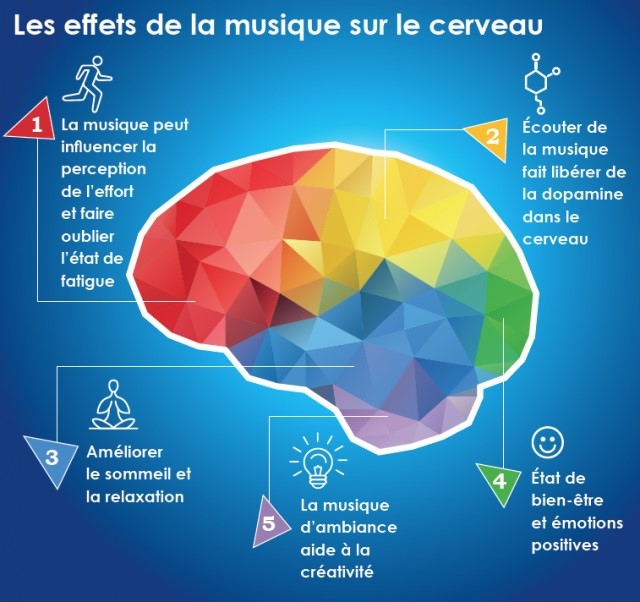 Les effets de la musique sur le cerveau
1
La musique peut
influencer la
perception
de l'effort
et faire
oublier
l'état de
fatigue
2
Écouter de
la musique
fait libérer de
la dopamine
dans le
cerveau
3
Améliorer
le sommeil et
la relaxation
4
État de
bien-être
et émotions
positives
5
La musique
d'ambiance
aide à la
créativité